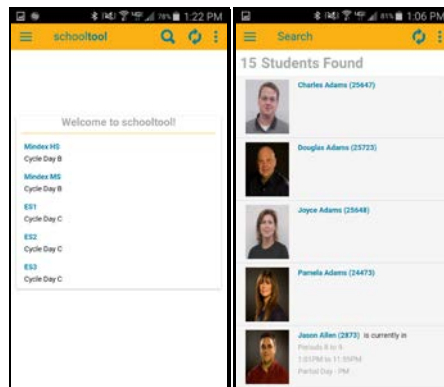 78% 1:22 PM
schooltool
Welcome to schooltool!
Mindex HS
Cycle Day B
Mindex MS
Cycle Day B
ES1
Cycle Day C
ES2
Cycle Day C
ES3
Cycle Day C
81% 1:06 PM
Search
15 Students Found
Charles Adams (25647)
Douglas Adams (25723)
Joyce Adams (25648)
Pamela Adams (24473)
Jason Allen (2873) is currently in
Periods 8 to 9
1:01PM to 11:55PM
Partial Day : PM